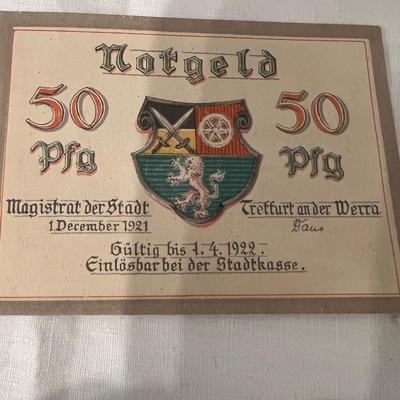 Notgeld
50 Pfg
50 Pfg
Magistrat der Stadt Treffurt an der Werra
1. December 1921
Gültig bis 1. 4. 1922.
Einlösbar bei der Stadtkasse.